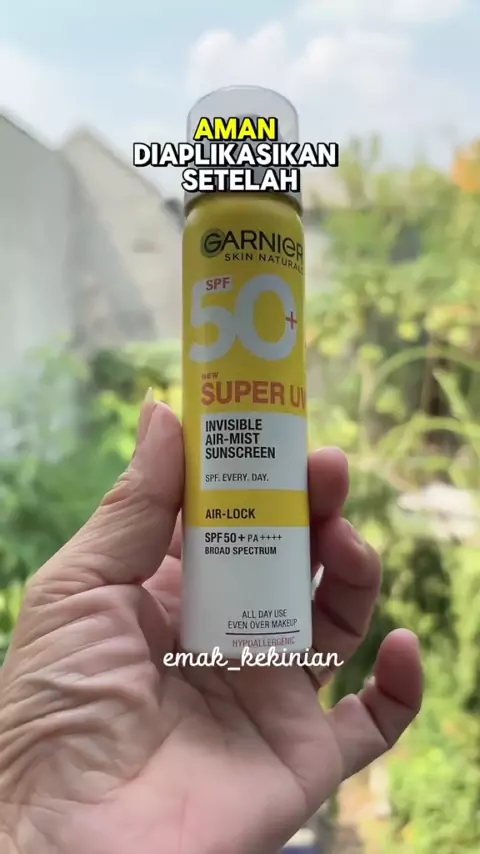 AMAN
DIAPLIKASIKAN
SETELAH
GARNIER
SKIN NATURALS
SPF
50+
NEW
SUPER UV
INVISIBLE
AIR-MIST
SUNSCREEN
SPF. EVERY. DAY.
AIR-LOCK
SPF50+ PA++++
BROAD SPECTRUM
ALL DAY USE
EVEN OVER MAKEUP
HYPOALLERGENIC
emak_kekinian